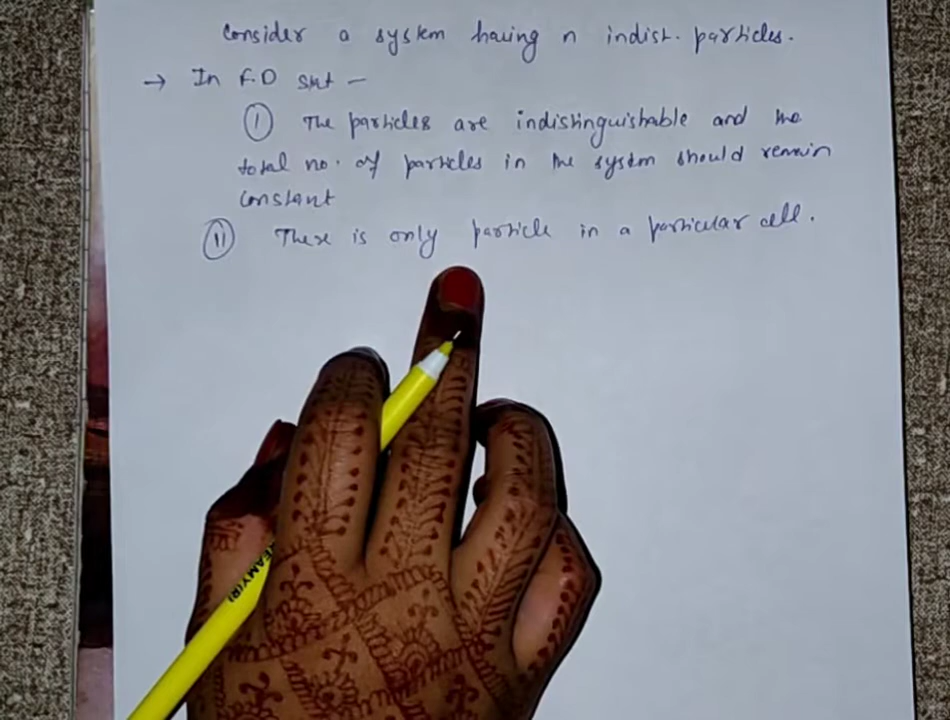 Consider a system having n indist. particles.
→ In F.D stat —
(I) The particles are indistinguishable and the
total no. of particles in the system should remain
constant
(II) There is only particle in a particular cell.